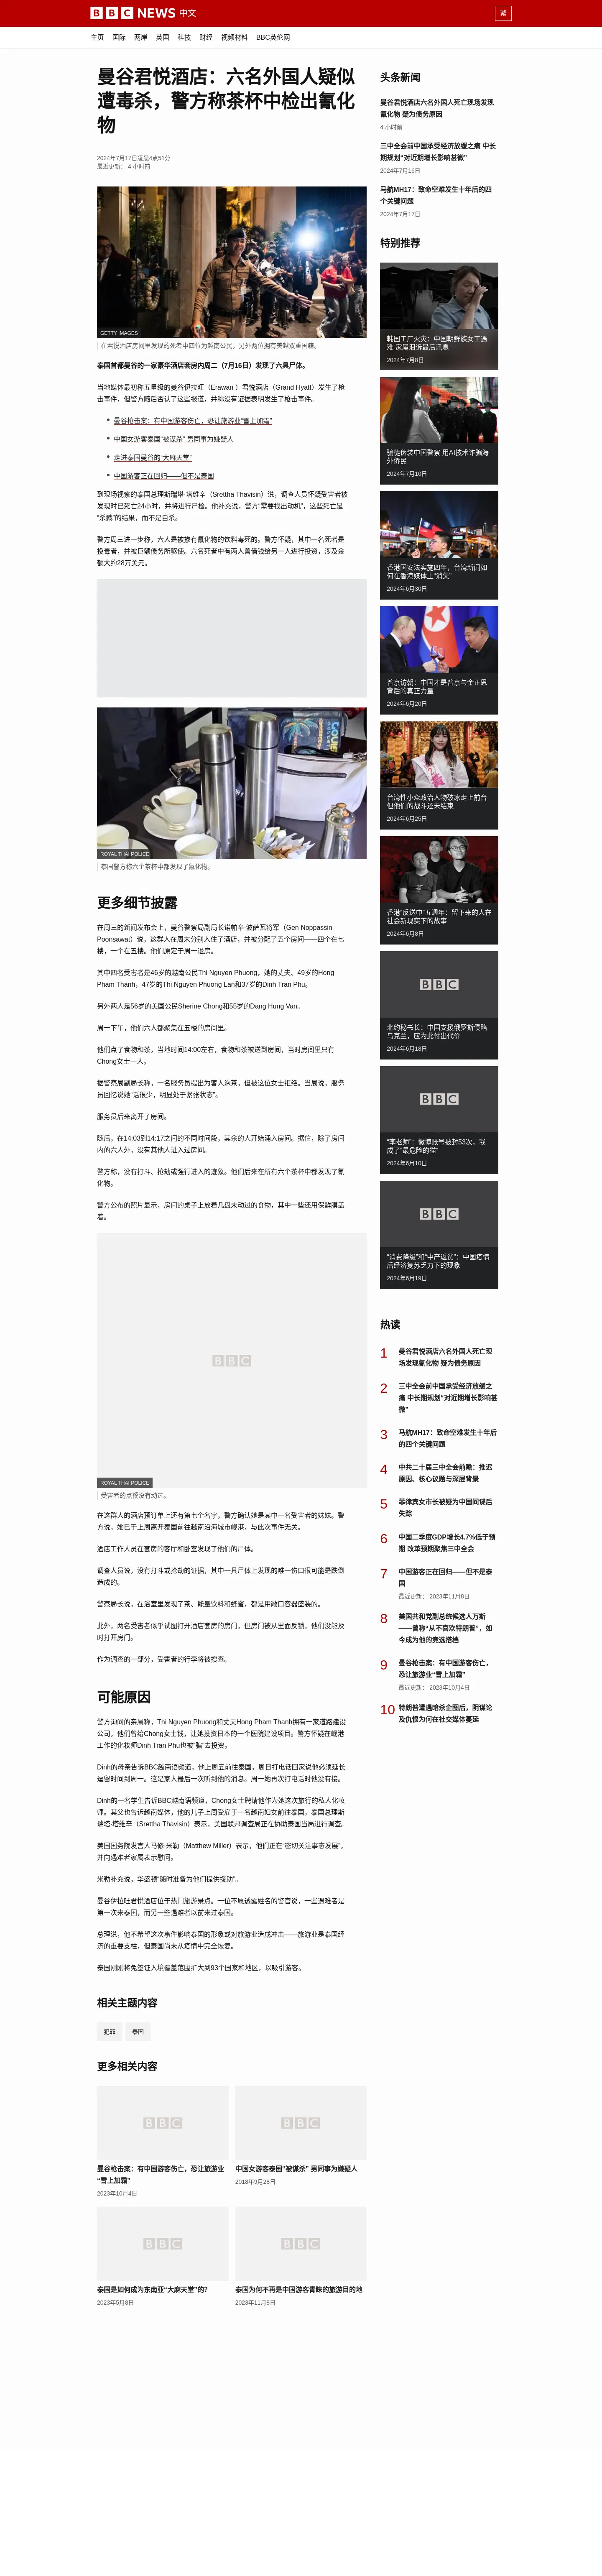 BBC NEWS 中文
繁
主页 国际 两岸 英国 科技 财经 视频材料 BBC英伦网
曼谷君悦酒店：六名外国人疑似
遭毒杀，警方称茶杯中检出氰化
物
2024年7月17日凌晨4点51分
最近更新： 4 小时前
GETTY IMAGES
在君悦酒店房间里发现的死者中四位为越南公民，另外两位拥有美越双重国籍。
泰国首都曼谷的一家豪华酒店套房内周二（7月16日）发现了六具尸体。
当地媒体最初称五星级的曼谷伊拉旺（Erawan ）君悦酒店（Grand Hyatt）发生了枪
击事件，但警方随后否认了这些报道，并称没有证据表明发生了枪击事件。
曼谷枪击案：有中国游客伤亡，恐让旅游业“雪上加霜”
中国女游客泰国“被谋杀” 男同事为嫌疑人
走进泰国曼谷的“大麻天堂”
中国游客正在回归——但不是泰国
到现场视察的泰国总理斯瑞塔·塔维辛（Srettha Thavisin）说，调查人员怀疑受害者被
发现时已死亡24小时，并将进行尸检。他补充说，警方“需要找出动机”，这些死亡是
“杀戮”的结果，而不是自杀。
警方周三进一步称，六人是被掺有氰化物的饮料毒死的。警方怀疑，其中一名死者是
投毒者，并被巨额债务所驱使。六名死者中有两人曾借钱给另一人进行投资，涉及金
额大约28万美元。
ROYAL THAI POLICE
泰国警方称六个茶杯中都发现了氰化物。
更多细节披露
在周三的新闻发布会上，曼谷警察局副局长诺帕辛·波萨瓦将军（Gen Noppassin
Poonsawat）说，这群人在周末分别入住了酒店，并被分配了五个房间——四个在七
楼，一个在五楼。他们原定于周一退房。
其中四名受害者是46岁的越南公民Thi Nguyen Phuong，她的丈夫、49岁的Hong
Pham Thanh，47岁的Thi Nguyen Phuong Lan和37岁的Dinh Tran Phu。
另外两人是56岁的美国公民Sherine Chong和55岁的Dang Hung Van。
周一下午，他们六人都聚集在五楼的房间里。
他们点了食物和茶，当地时间14:00左右，食物和茶被送到房间，当时房间里只有
Chong女士一人。
据警察局副局长称，一名服务员提出为客人泡茶，但被这位女士拒绝。当局说，服务
员回忆说她“话很少，明显处于紧张状态”。
服务员后来离开了房间。
随后，在14:03到14:17之间的不同时间段，其余的人开始涌入房间。据信，除了房间
内的六人外，没有其他人进入过房间。
警方称，没有打斗、抢劫或强行进入的迹象。他们后来在所有六个茶杯中都发现了氰
化物。
警方公布的照片显示，房间的桌子上放着几盘未动过的食物，其中一些还用保鲜膜盖
着。
BBC
ROYAL THAI POLICE
受害者的点餐没有动过。
在这群人的酒店预订单上还有第七个名字，警方确认她是其中一名受害者的妹妹。警
方说，她已于上周离开泰国前往越南沿海城市岘港，与此次事件无关。
酒店工作人员在套房的客厅和卧室发现了他们的尸体。
调查人员说，没有打斗或抢劫的证据，其中一具尸体上发现的唯一伤口很可能是跌倒
造成的。
警察局长说，在浴室里发现了茶、能量饮料和蜂蜜，都是用敞口容器盛装的。
此外，两名受害者似乎试图打开酒店套房的房门，但房门被从里面反锁，他们没能及
时打开房门。
作为调查的一部分，受害者的行李将被搜查。
可能原因
警方询问的亲属称，Thi Nguyen Phuong和丈夫Hong Pham Thanh拥有一家道路建设
公司，他们曾给Chong女士钱，让她投资日本的一个医院建设项目。警方怀疑在岘港
工作的化妆师Dinh Tran Phu也被“骗”去投资。
Dinh的母亲告诉BBC越南语频道，他上周五前往泰国，周日打电话回家说他必须延长
逗留时间到周一。这是家人最后一次听到他的消息。周一她再次打电话时他没有接。
Dinh的一名学生告诉BBC越南语频道，Chong女士聘请他作为她这次旅行的私人化妆
师。其父也告诉越南媒体，他的儿子上周受雇于一名越南妇女前往泰国。泰国总理斯
瑞塔·塔维辛（Srettha Thavisin）表示，美国联邦调查局正在协助泰国当局进行调查。
美国国务院发言人马修·米勒（Matthew Miller）表示，他们正在“密切关注事态发展”，
并向遇难者家属表示慰问。
米勒补充说，华盛顿“随时准备为他们提供援助”。
曼谷伊拉旺君悦酒店位于热门旅游景点。一位不愿透露姓名的警官说，一些遇难者是
第一次来泰国，而另一些遇难者以前来过泰国。
总理说，他不希望这次事件影响泰国的形象或对旅游业造成冲击——旅游业是泰国经
济的重要支柱，但泰国尚未从疫情中完全恢复。
泰国刚刚将免签证入境覆盖范围扩大到93个国家和地区，以吸引游客。
相关主题内容
犯罪 泰国
更多相关内容
BBC
曼谷枪击案：有中国游客伤亡，恐让旅游业
“雪上加霜”
2023年10月4日
BBC
中国女游客泰国“被谋杀” 男同事为嫌疑人
2018年9月28日
BBC
泰国是如何成为东南亚“大麻天堂”的？
2023年5月8日
BBC
泰国为何不再是中国游客青睐的旅游目的地
2023年11月8日
头条新闻
曼谷君悦酒店六名外国人死亡现场发现
氰化物 疑为债务原因
4 小时前
三中全会前中国承受经济放缓之痛 中长
期规划“对近期增长影响甚微”
2024年7月16日
马航MH17：致命空难发生十年后的四
个关键问题
2024年7月17日
特别推荐
韩国工厂火灾：中国朝鲜族女工遇
难 家属泪诉最后讯息
2024年7月8日
骗徒伪装中国警察 用AI技术诈骗海
外侨民
2024年7月10日
香港国安法实施四年，台湾新闻如
何在香港媒体上“消失”
2024年6月30日
普京访朝：中国才是普京与金正恩
背后的真正力量
2024年6月20日
台湾性小众政治人物破冰走上前台
但他们的战斗还未结束
2024年6月25日
香港“反送中”五週年：留下来的人在
社会新现实下的故事
2024年6月8日
BBC
北约秘书长：中国支援俄罗斯侵略
乌克兰，应为此付出代价
2024年6月18日
BBC
“李老师”：微博账号被封53次，我
成了“最危险的猫”
2024年6月10日
BBC
“消费降级”和“中产返贫”：中国疫情
后经济复苏乏力下的现象
2024年6月19日
热读
1 曼谷君悦酒店六名外国人死亡现
场发现氰化物 疑为债务原因
2 三中全会前中国承受经济放缓之
痛 中长期规划“对近期增长影响甚
微”
3 马航MH17：致命空难发生十年后
的四个关键问题
4 中共二十届三中全会前瞻：推迟
原因、核心议题与深层背景
5 菲律宾女市长被疑为中国间谍后
失踪
6 中国二季度GDP增长4.7%低于预
期 改革预期聚焦三中全会
7 中国游客正在回归——但不是泰
国
最近更新： 2023年11月8日
8 美国共和党副总统候选人万斯
——曾称“从不喜欢特朗普”，如
今成为他的竞选搭档
9 曼谷枪击案：有中国游客伤亡，
恐让旅游业“雪上加霜”
最近更新： 2023年10月4日
10 特朗普遭遇暗杀企图后，阴谋论
及仇恨为何在社交媒体蔓延